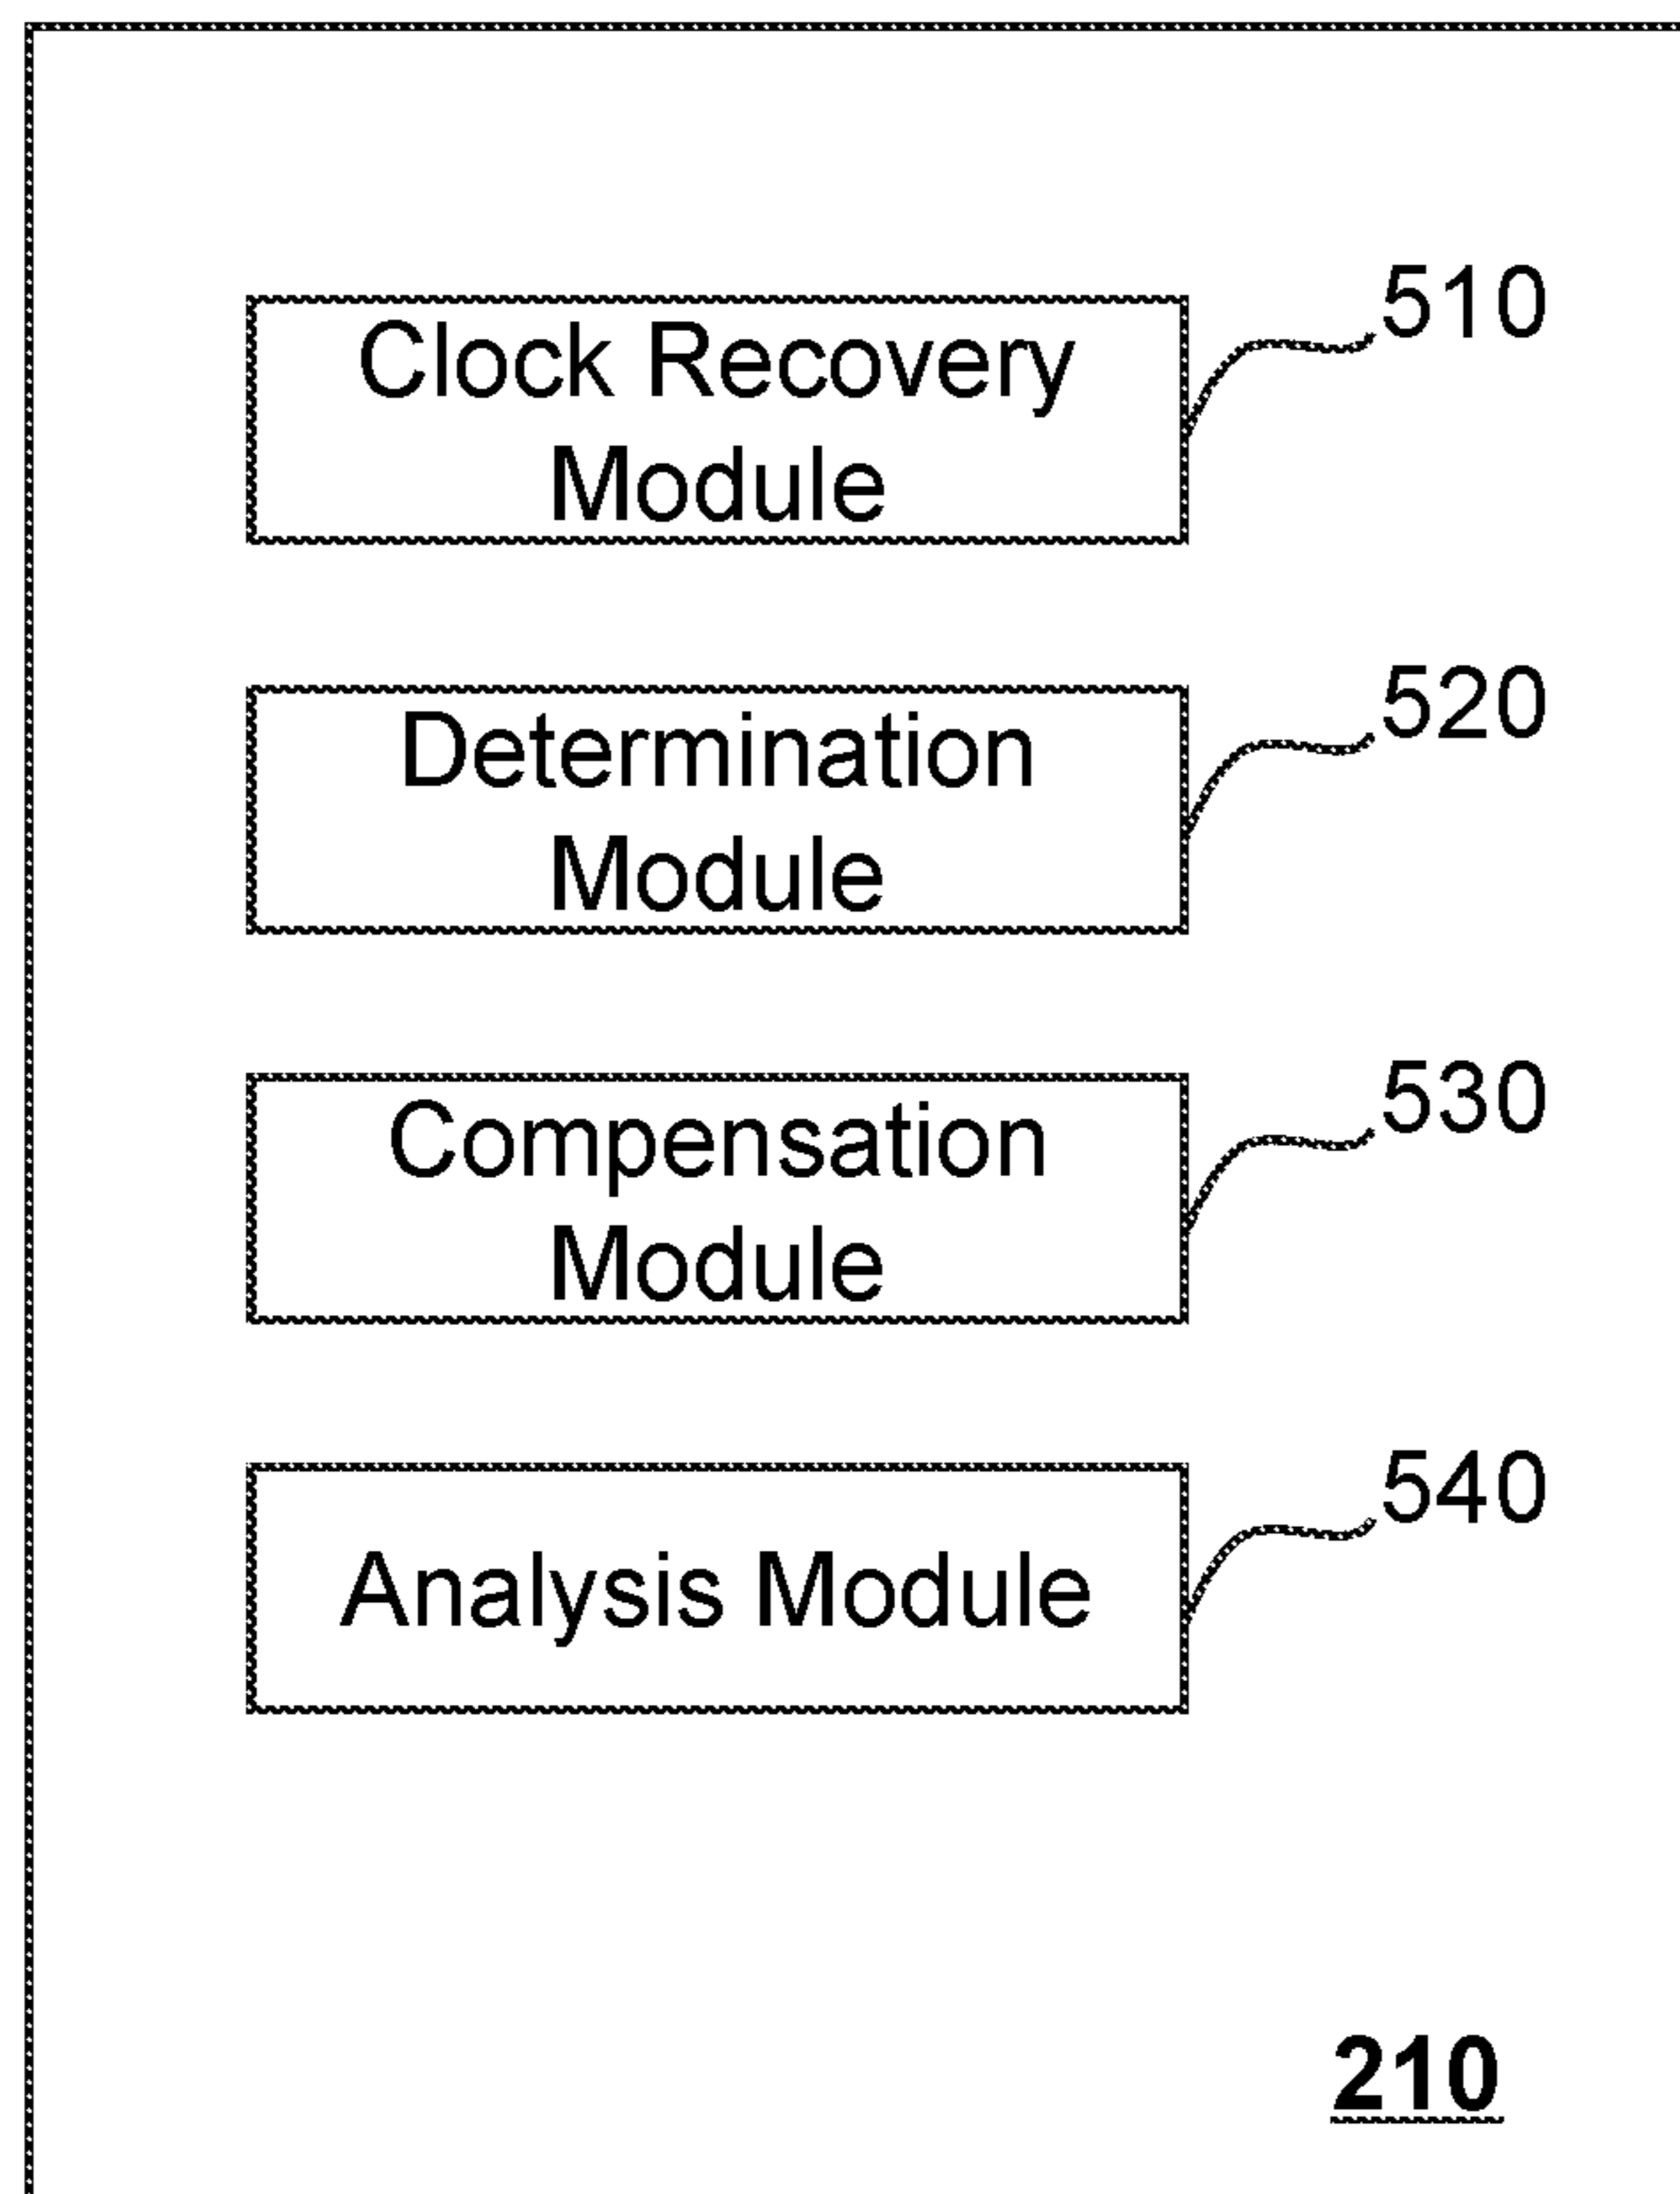 Clock Recovery
Module
510
Determination
Module
520
Compensation
Module
530
Analysis Module
540
210